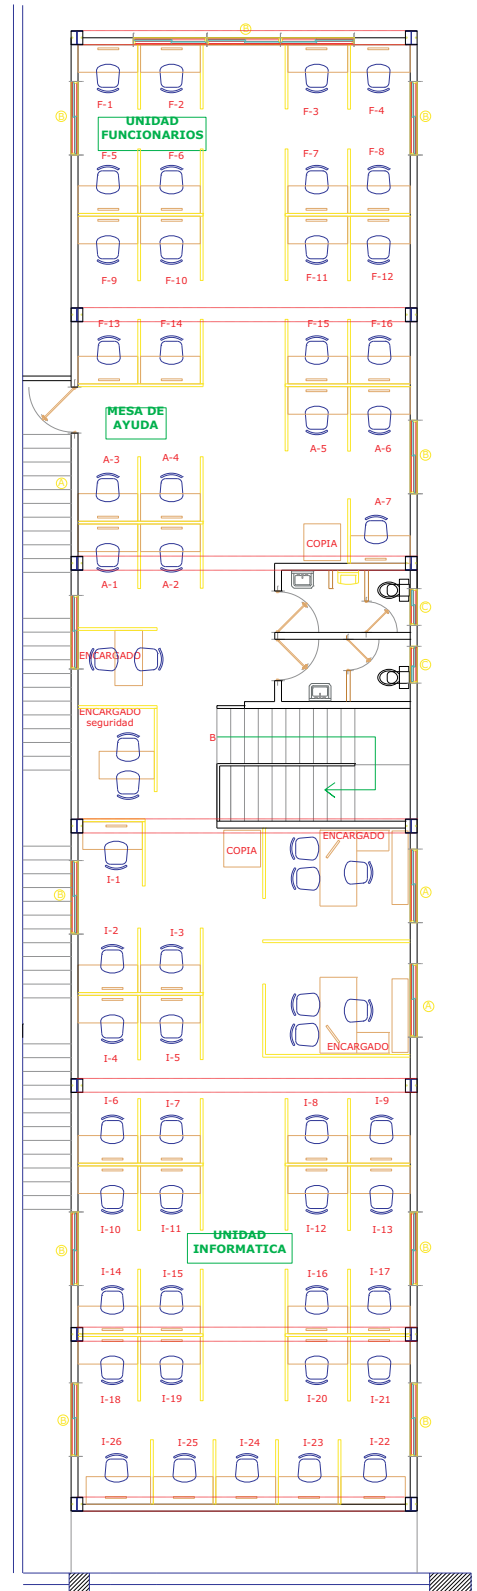 B
F-1 F-2 F-3 F-4
B B
UNIDAD
FUNCIONARIOS
F-5 F-6 F-7 F-8
F-9 F-10 F-11 F-12
F-13 F-14 F-15 F-16
MESA DE
AYUDA
A-3 A-4 A-5 A-6
B
A
A-7
COPIA
A-1 A-2
C
ENCARGADO
C
ENCARGADO
seguridad
B
COPIA
ENCARGADO
I-1
B A
I-2 I-3
A
I-4 I-5
ENCARGADO
I-6 I-7 I-8 I-9
I-10 I-11 I-12 I-13
UNIDAD
INFORMATICA
B B
I-14 I-15 I-16 I-17
I-18 I-19 I-20 I-21
B B
I-26 I-25 I-24 I-23 I-22